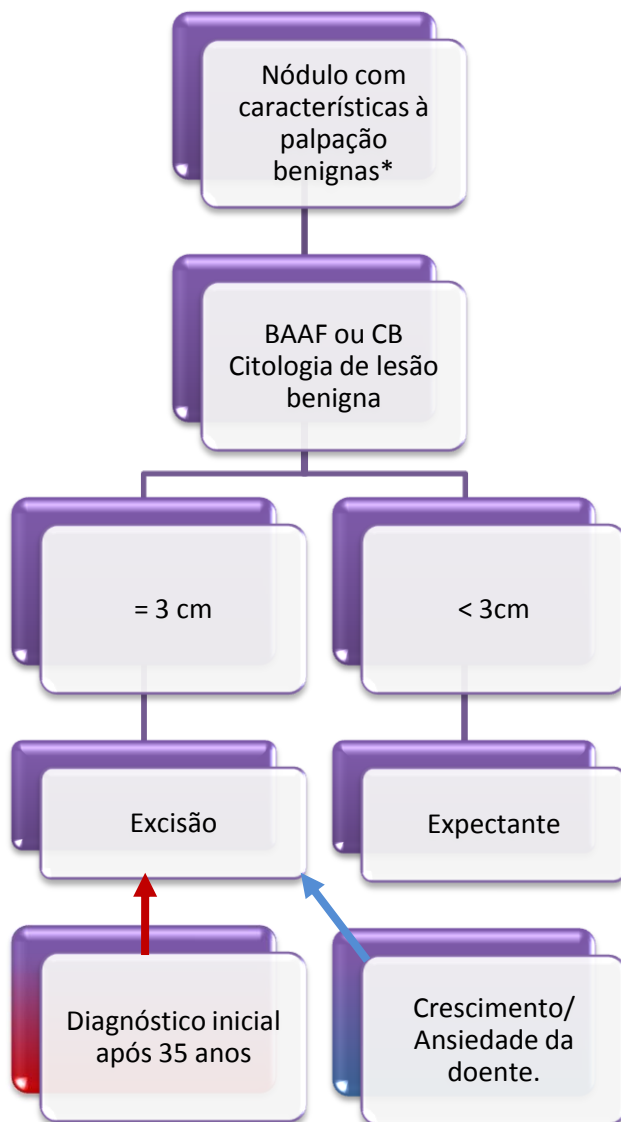 Nódulo com
características à
palpação
benignas*
BAAF ou CB
Citologia de lesão
benigna
= 3 cm
< 3cm
Excisão
Expectante
Diagnóstico inicial
após 35 anos
Crescimento/
Ansiedade da
doente.